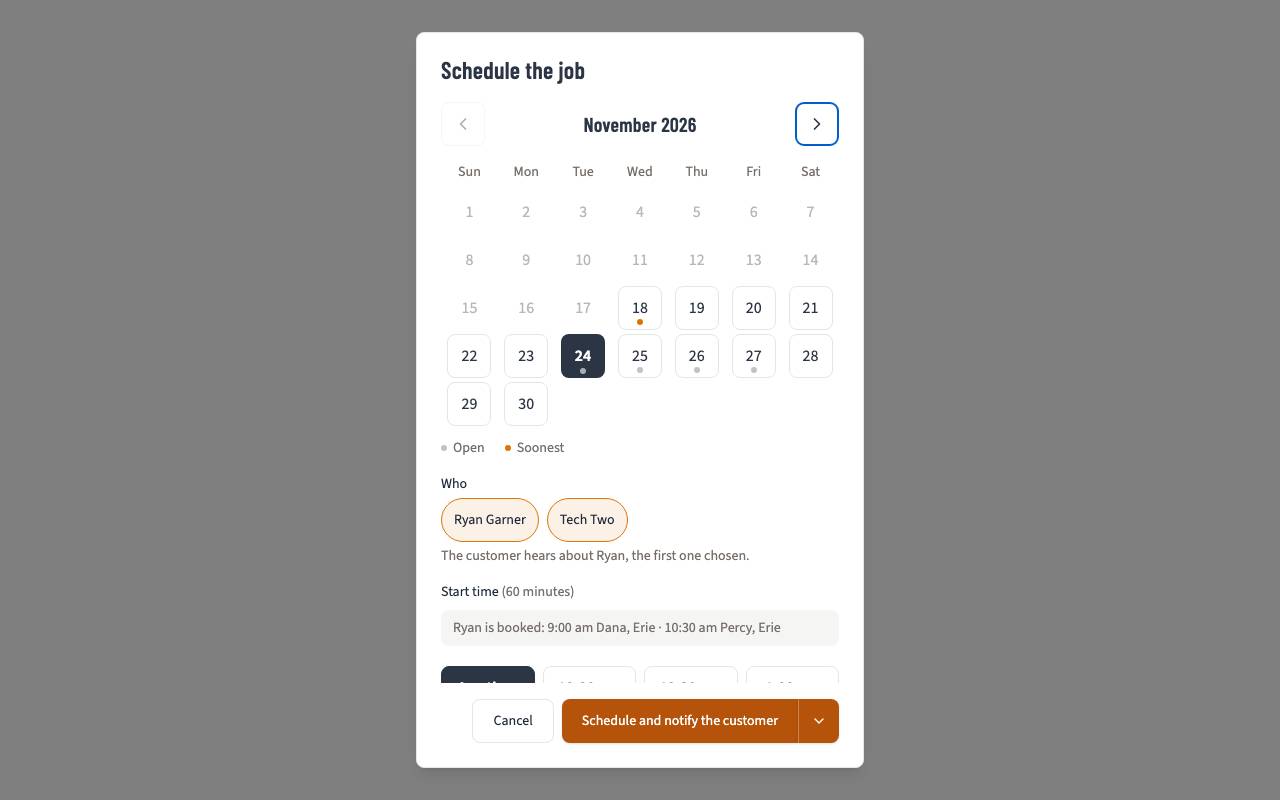 Schedule the job
November 2026
Sun Mon Tue Wed Thu Fri Sat
1 2 3 4 5 6 7
8 9 10 11 12 13 14
15 16 17 18 19 20 21
22 23 24 25 26 27 28
29 30
Open Soonest
Who
Ryan Garner Tech Two
The customer hears about Ryan, the first one chosen.
Start time (60 minutes)
Ryan is booked: 9:00 am Dana, Erie · 10:30 am Percy, Erie
Cancel Schedule and notify the customer